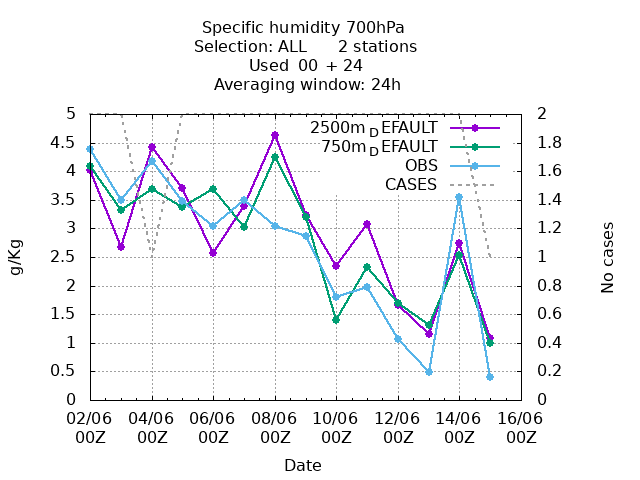 Specific humidity 700hPa
Selection: ALL 2 stations
Used 00 + 24
Averaging window: 24h
5 2
2500m DEFAULT
4.5 1.8
750m DEFAULT
4 OBS 1.6
CASES
3.5 1.4
3 1.2
g/Kg 2.5 1 No cases
2 0.8
1.5 0.6
1 0.4
0.5 0.2
0 0
02/06 04/06 06/06 08/06 10/06 12/06 14/06 16/06
00Z 00Z 00Z 00Z 00Z 00Z 00Z 00Z
Date